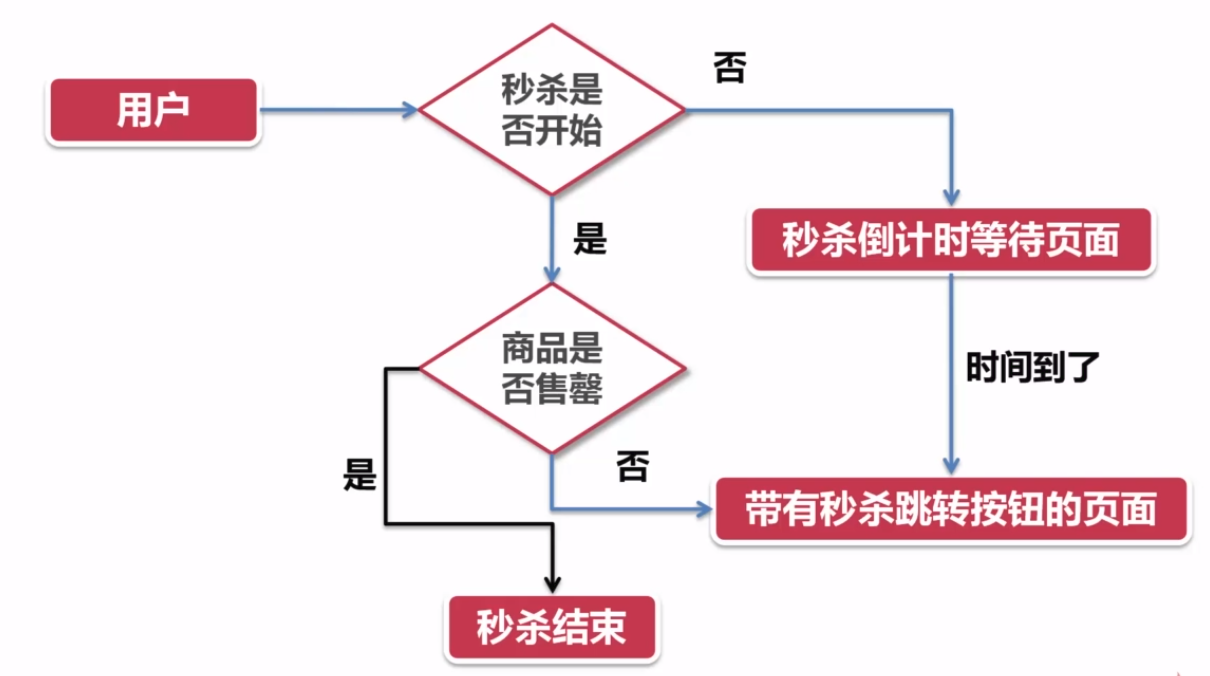 用户
秒杀是
否开始
否
是
秒杀倒计时等待页面
商品是
否售罄
时间到了
是
否
带有秒杀跳转按钮的页面
秒杀结束